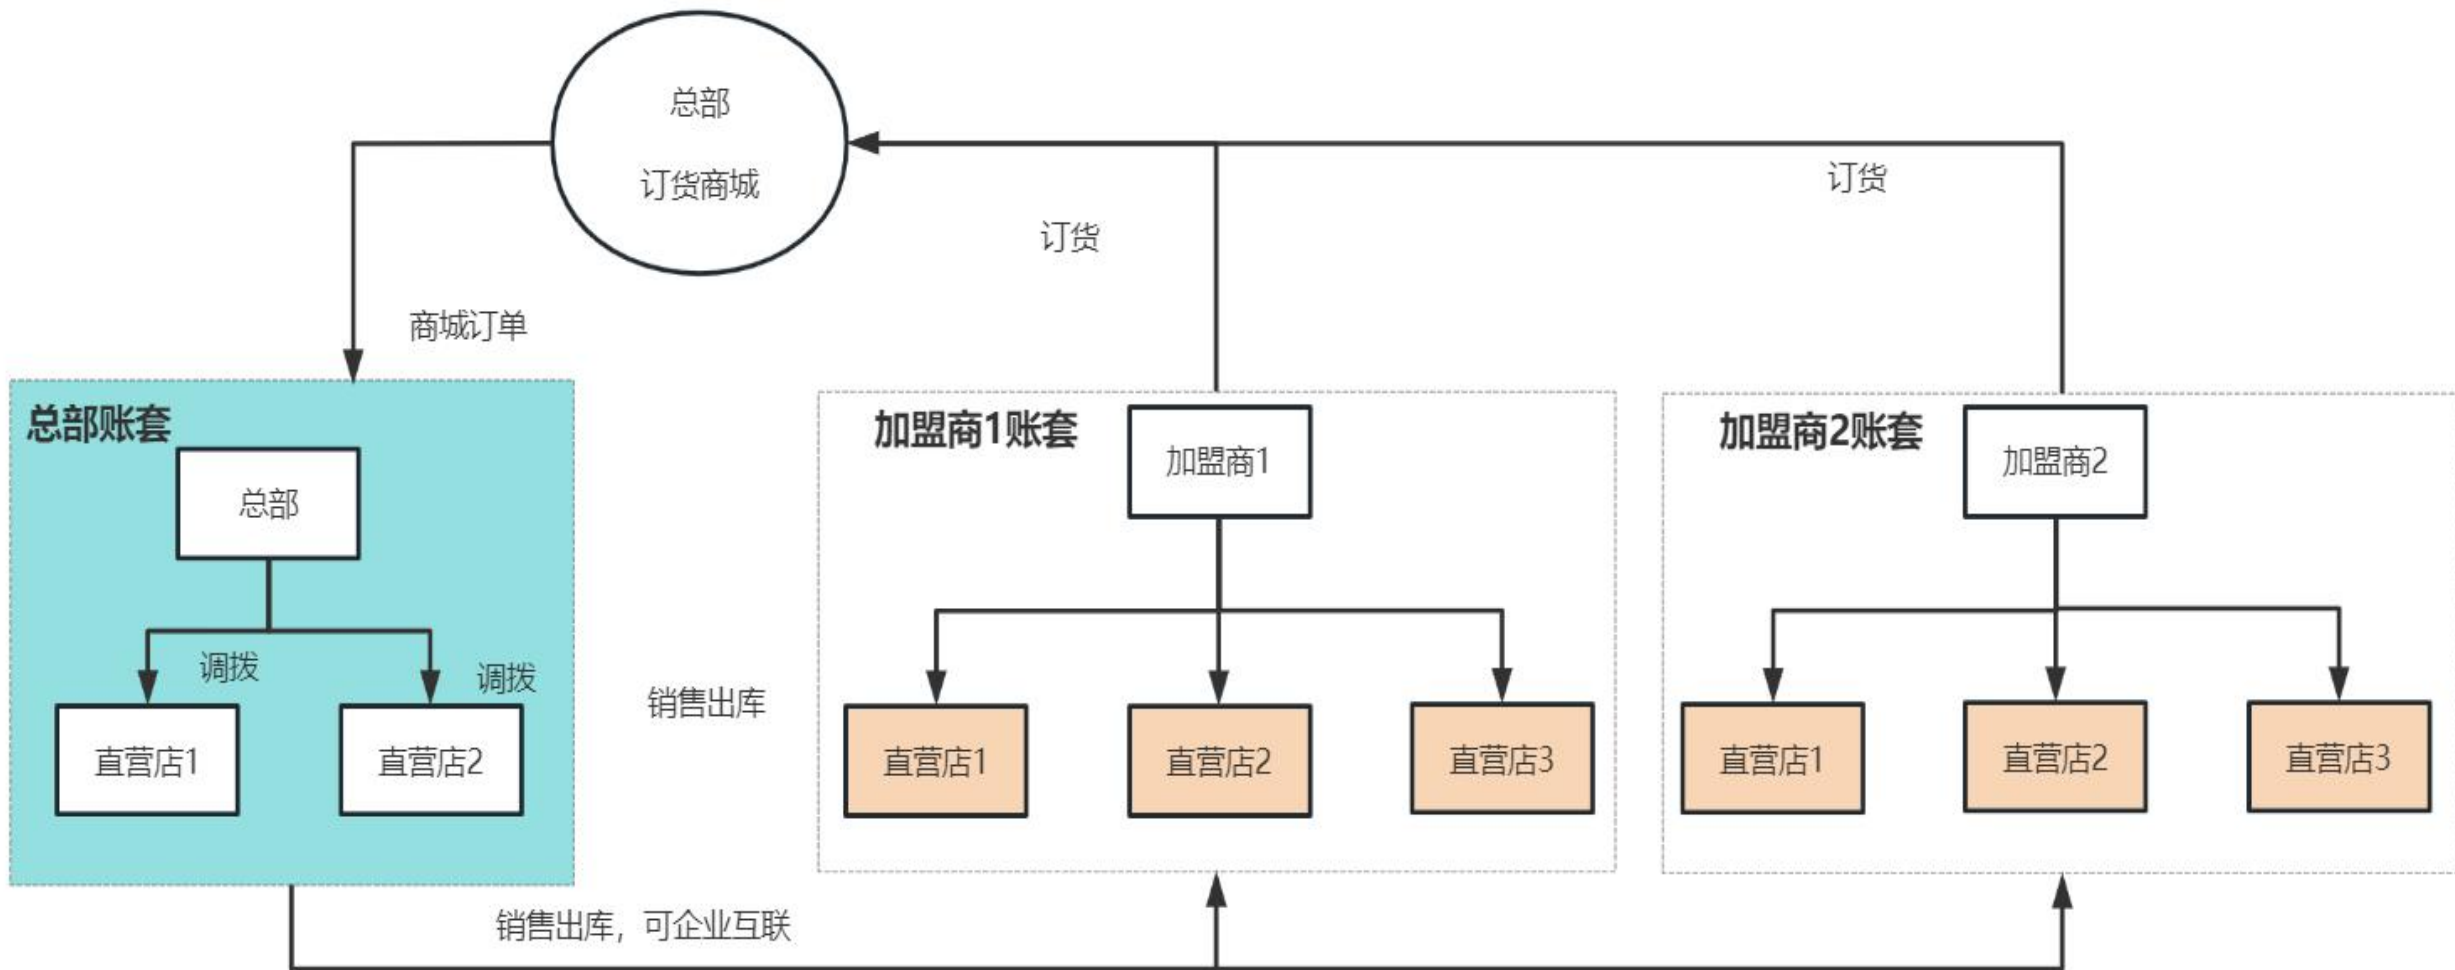 总部
订货商城
订货
订货
商城订单
总部账套
总部
调拨
调拨
直营店1
直营店2
销售出库
加盟商1账套
加盟商1
直营店1
直营店2
直营店3
加盟商2账套
加盟商2
直营店1
直营店2
直营店3
销售出库，可企业互联